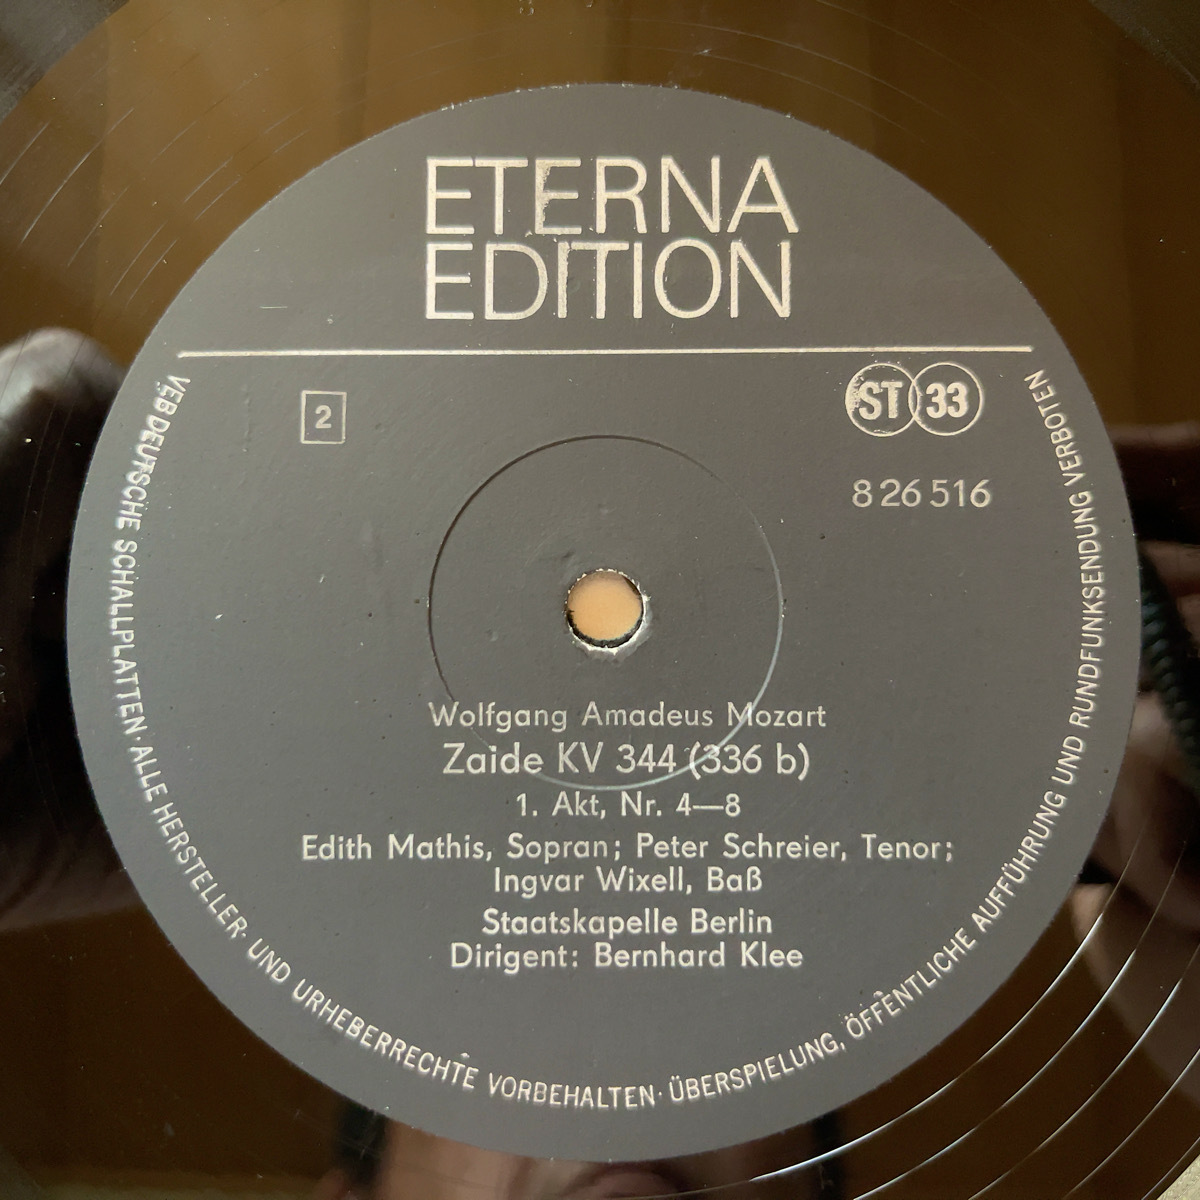 ETERNA
EDITION
2
ST 33
8 26 516
Wolfgang Amadeus Mozart
Zaide KV 344 (336 b)
1. Akt, Nr. 4—8
Edith Mathis, Sopran; Peter Schreier, Tenor;
Ingvar Wixell, Baß
Staatskapelle Berlin
Dirigent: Bernhard Klee
VEB DEUTSCHE SCHALLPLATTEN · ALLE HERSTELLER- UND URHEBERRECHTE VORBEHALTEN · ÜBERSPIELUNG, ÖFFENTLICHE AUFFÜHRUNG UND RUNDFUNKSENDUNG VERBOTEN